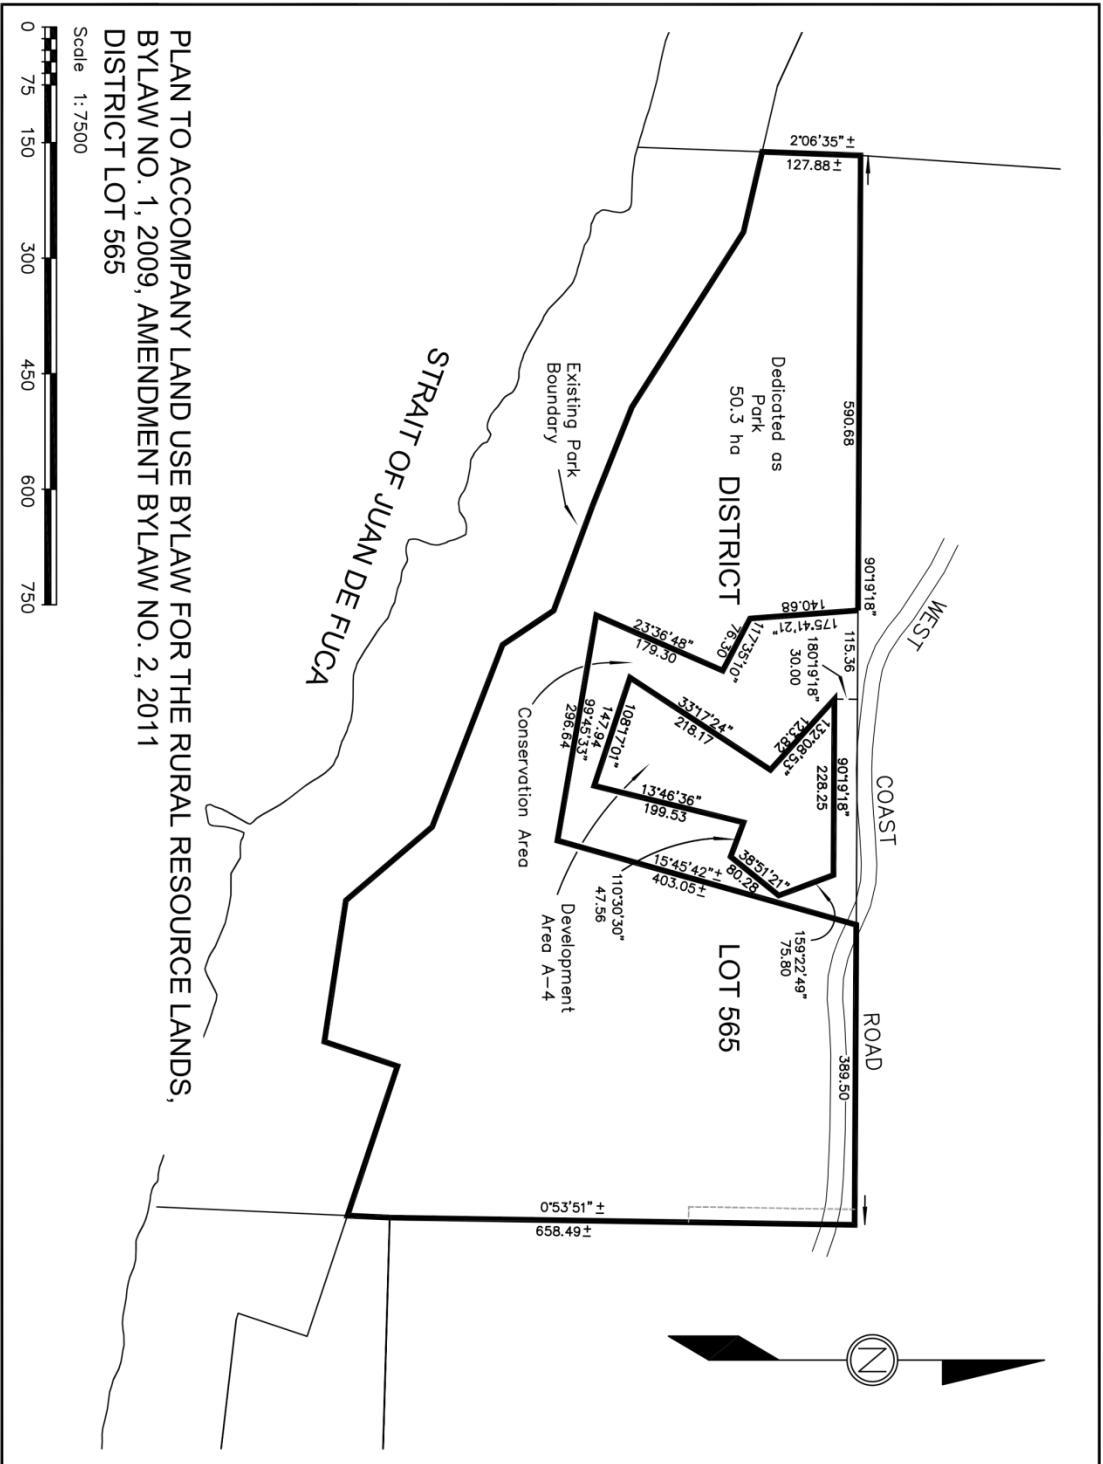 WEST
COAST
ROAD
2°06'35" ±
127.88±
590.68
90°19'18"
115.36
389.50
140.68
175°41'21"
180°19'18"
30.00
90°19'18"
228.25
132°08'53"
123.82
117°35'10"
76.30
Dedicated as
Park
50.3 ha
DISTRICT
LOT 565
23°36'48"
179.30
33°17'24"
218.17
108°17'01"
147.94
99°45'33"
296.64
13°46'36"
199.53
38°51'21"
80.28
15°45'42"±
403.05±
159°22'49"
75.80
110°30'30"
47.56
Existing Park
Boundary
Conservation Area
Development
Area A-4
0°53'51" ±
658.49±
STRAIT OF JUAN DE FUCA
N
PLAN TO ACCOMPANY LAND USE BYLAW FOR THE RURAL RESOURCE LANDS,
BYLAW NO. 1, 2009, AMENDMENT BYLAW NO. 2, 2011
DISTRICT LOT 565
Scale 1:7500
0 75 150 300 450 600 750